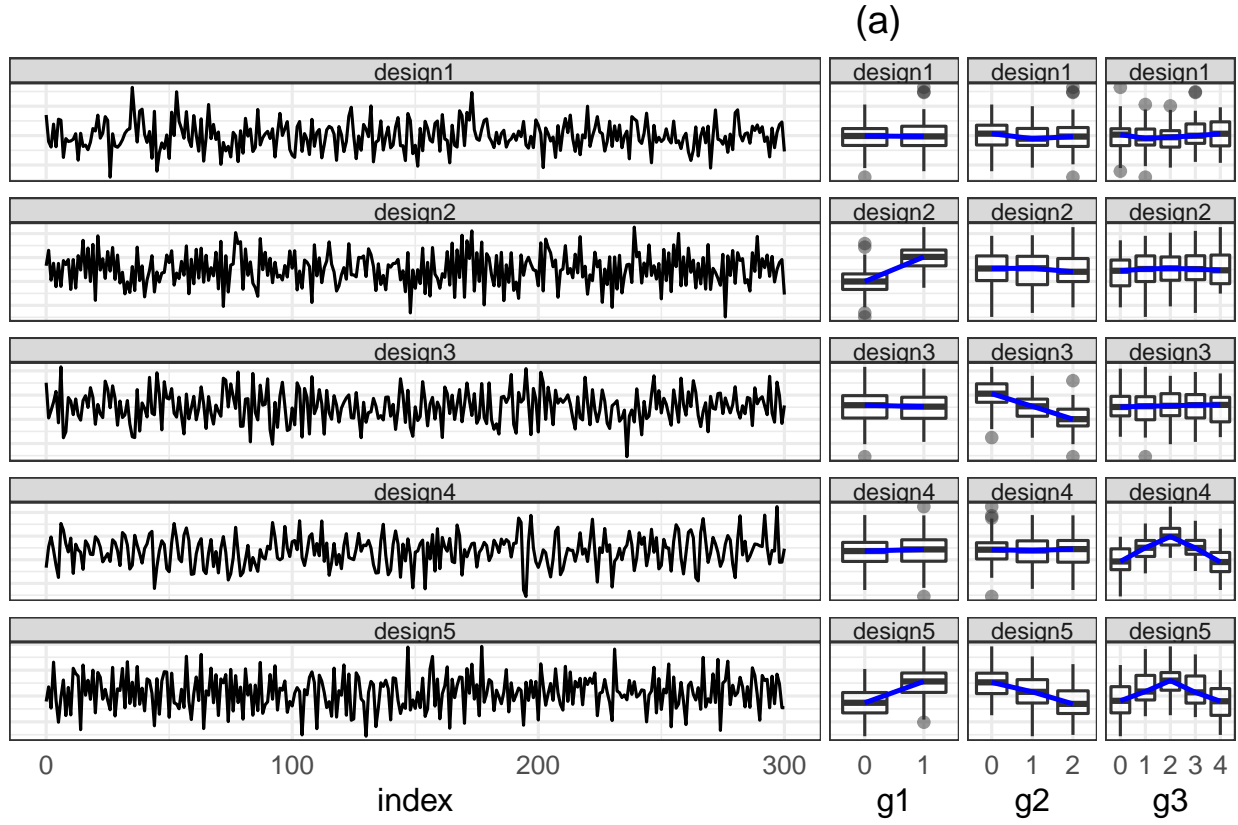 (a)
design1 design1 design1 design1
design2 design2 design2 design2
design3 design3 design3 design3
design4 design4 design4 design4
design5 design5 design5 design5
0 100 200 300 0 1 0 1 2 0 1 2 3 4
index g1 g2 g3